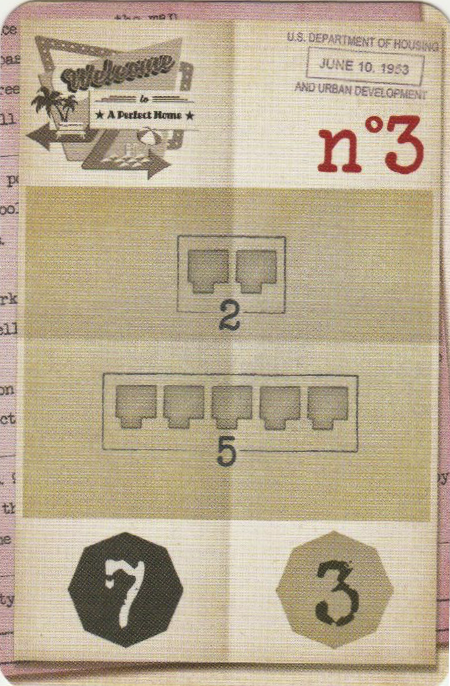 Welcome
to
★ A Perfect Home ★
U.S. DEPARTMENT OF HOUSING
JUNE 10, 1953
AND URBAN DEVELOPMENT
n°3
2
5
7
3